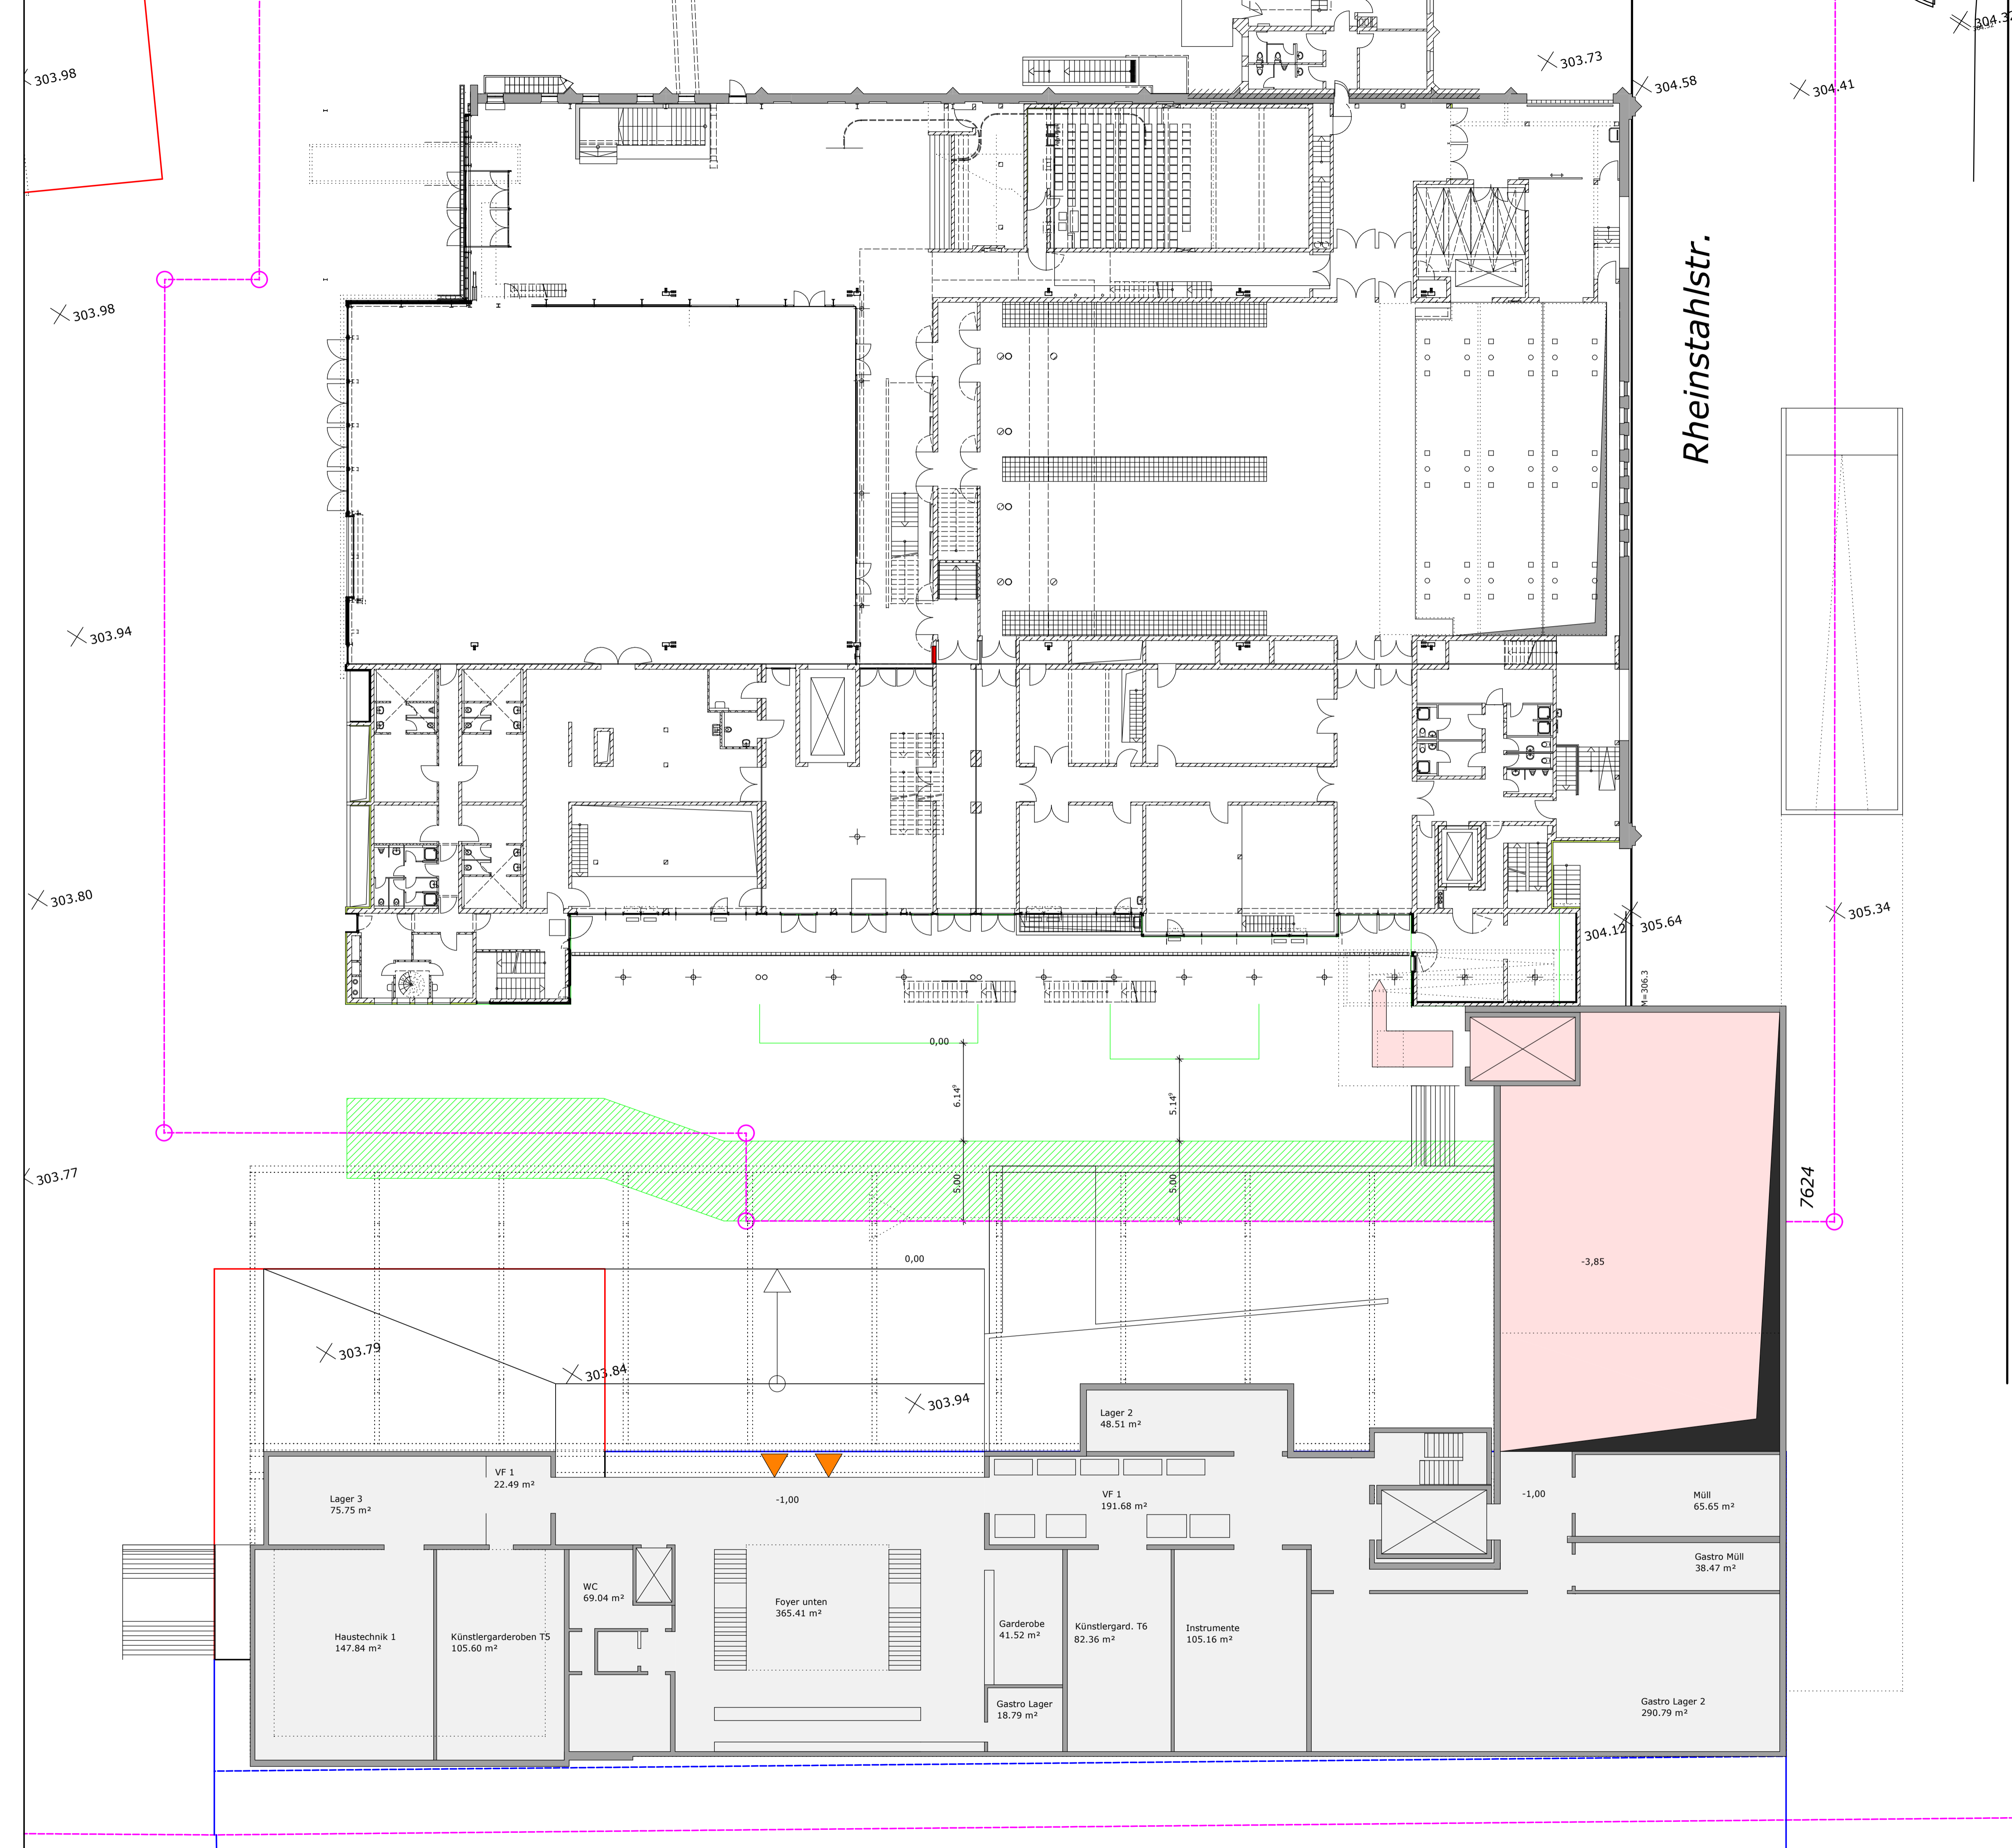 304.37
303.98
303.73
304.58
304.41
Rheinstahlstr.
303.98
303.94
303.80
304.12
305.64
305.34
M=306.3
0,00
6.14⁹
5.14⁹
303.77
5.00
5.00
7624
0,00
-3,85
303.79
303.84
303.94
Lager 2
48.51 m²
VF 1
22.49 m²
Lager 3
75.75 m²
-1,00
VF 1
191.68 m²
-1,00
Müll
65.65 m²
Gastro Müll
38.47 m²
WC
69.04 m²
Foyer unten
365.41 m²
Garderobe
41.52 m²
Künstlergard. T6
82.36 m²
Instrumente
105.16 m²
Haustechnik 1
147.84 m²
Künstlergarderoben T5
105.60 m²
Gastro Lager
18.79 m²
Gastro Lager 2
290.79 m²